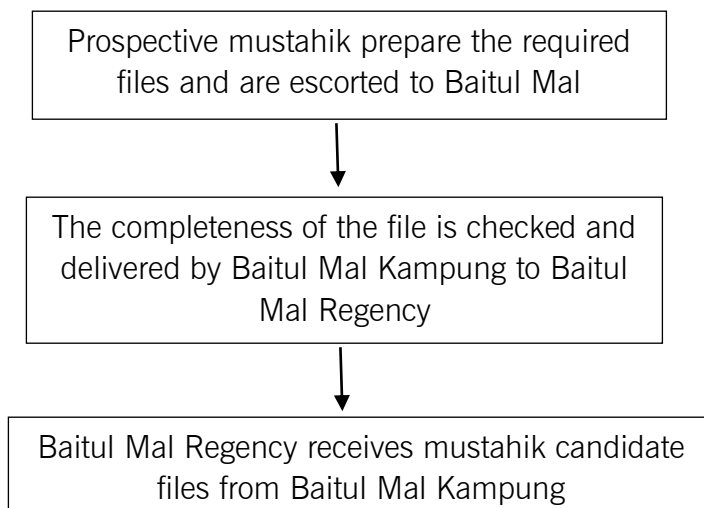 Prospective mustahik prepare the required
files and are escorted to Baitul Mal
The completeness of the file is checked and
delivered by Baitul Mal Kampung to Baitul
Mal Regency
Baitul Mal Regency receives mustahik candidate
files from Baitul Mal Kampung